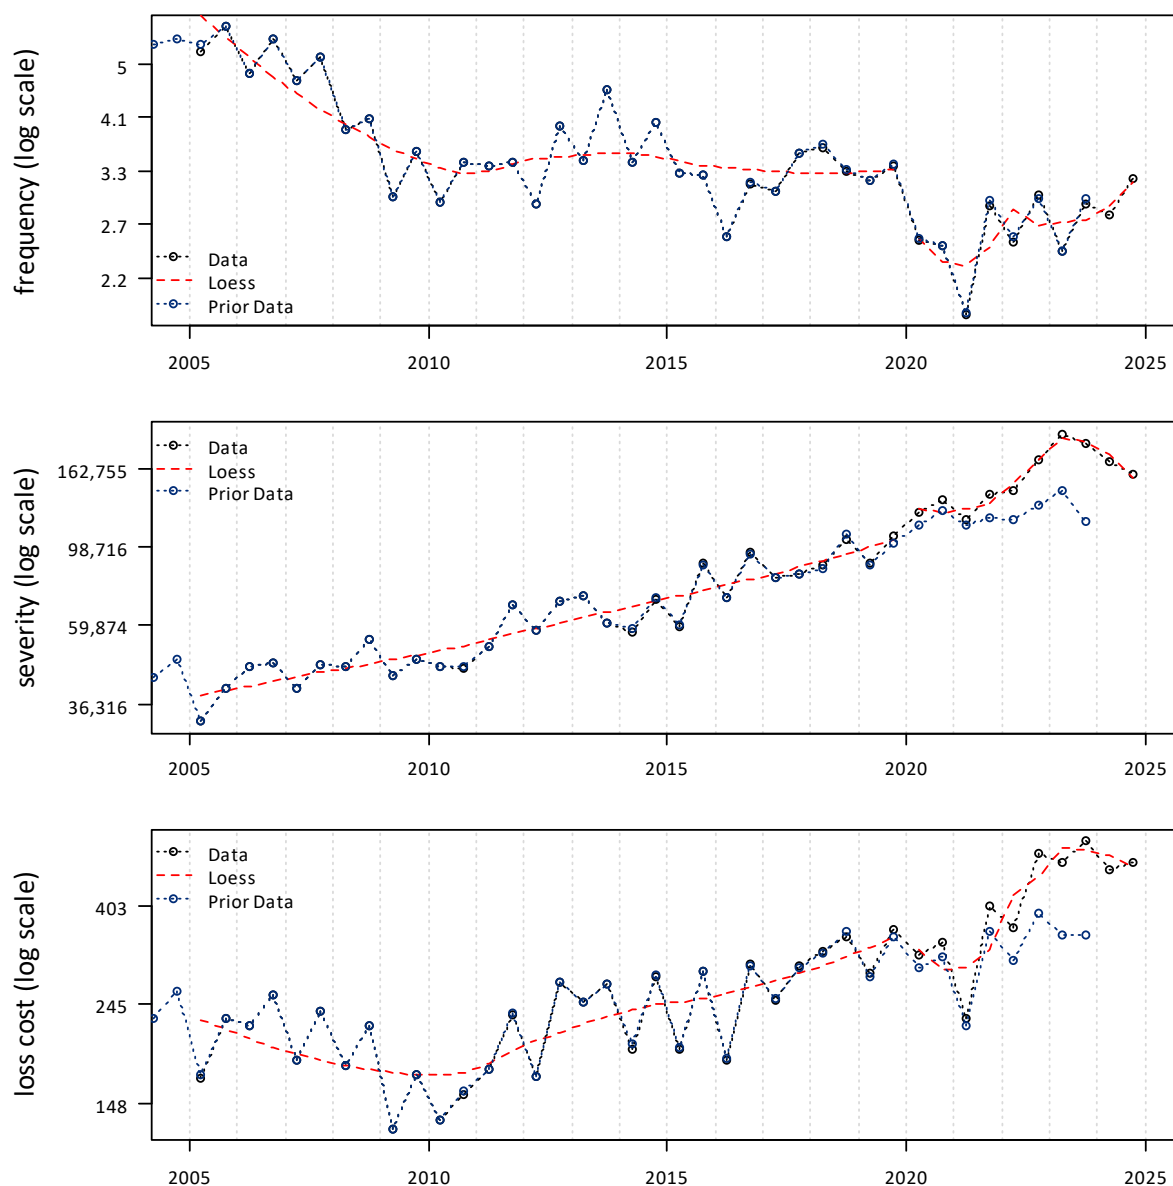 frequency (log scale)
5
4.1
3.3
2.7
2.2
Data
Loess
Prior Data
2005 2010 2015 2020 2025
severity (log scale)
162,755
98,716
59,874
36,316
Data
Loess
Prior Data
2005 2010 2015 2020 2025
loss cost (log scale)
403
245
148
Data
Loess
Prior Data
2005 2010 2015 2020 2025